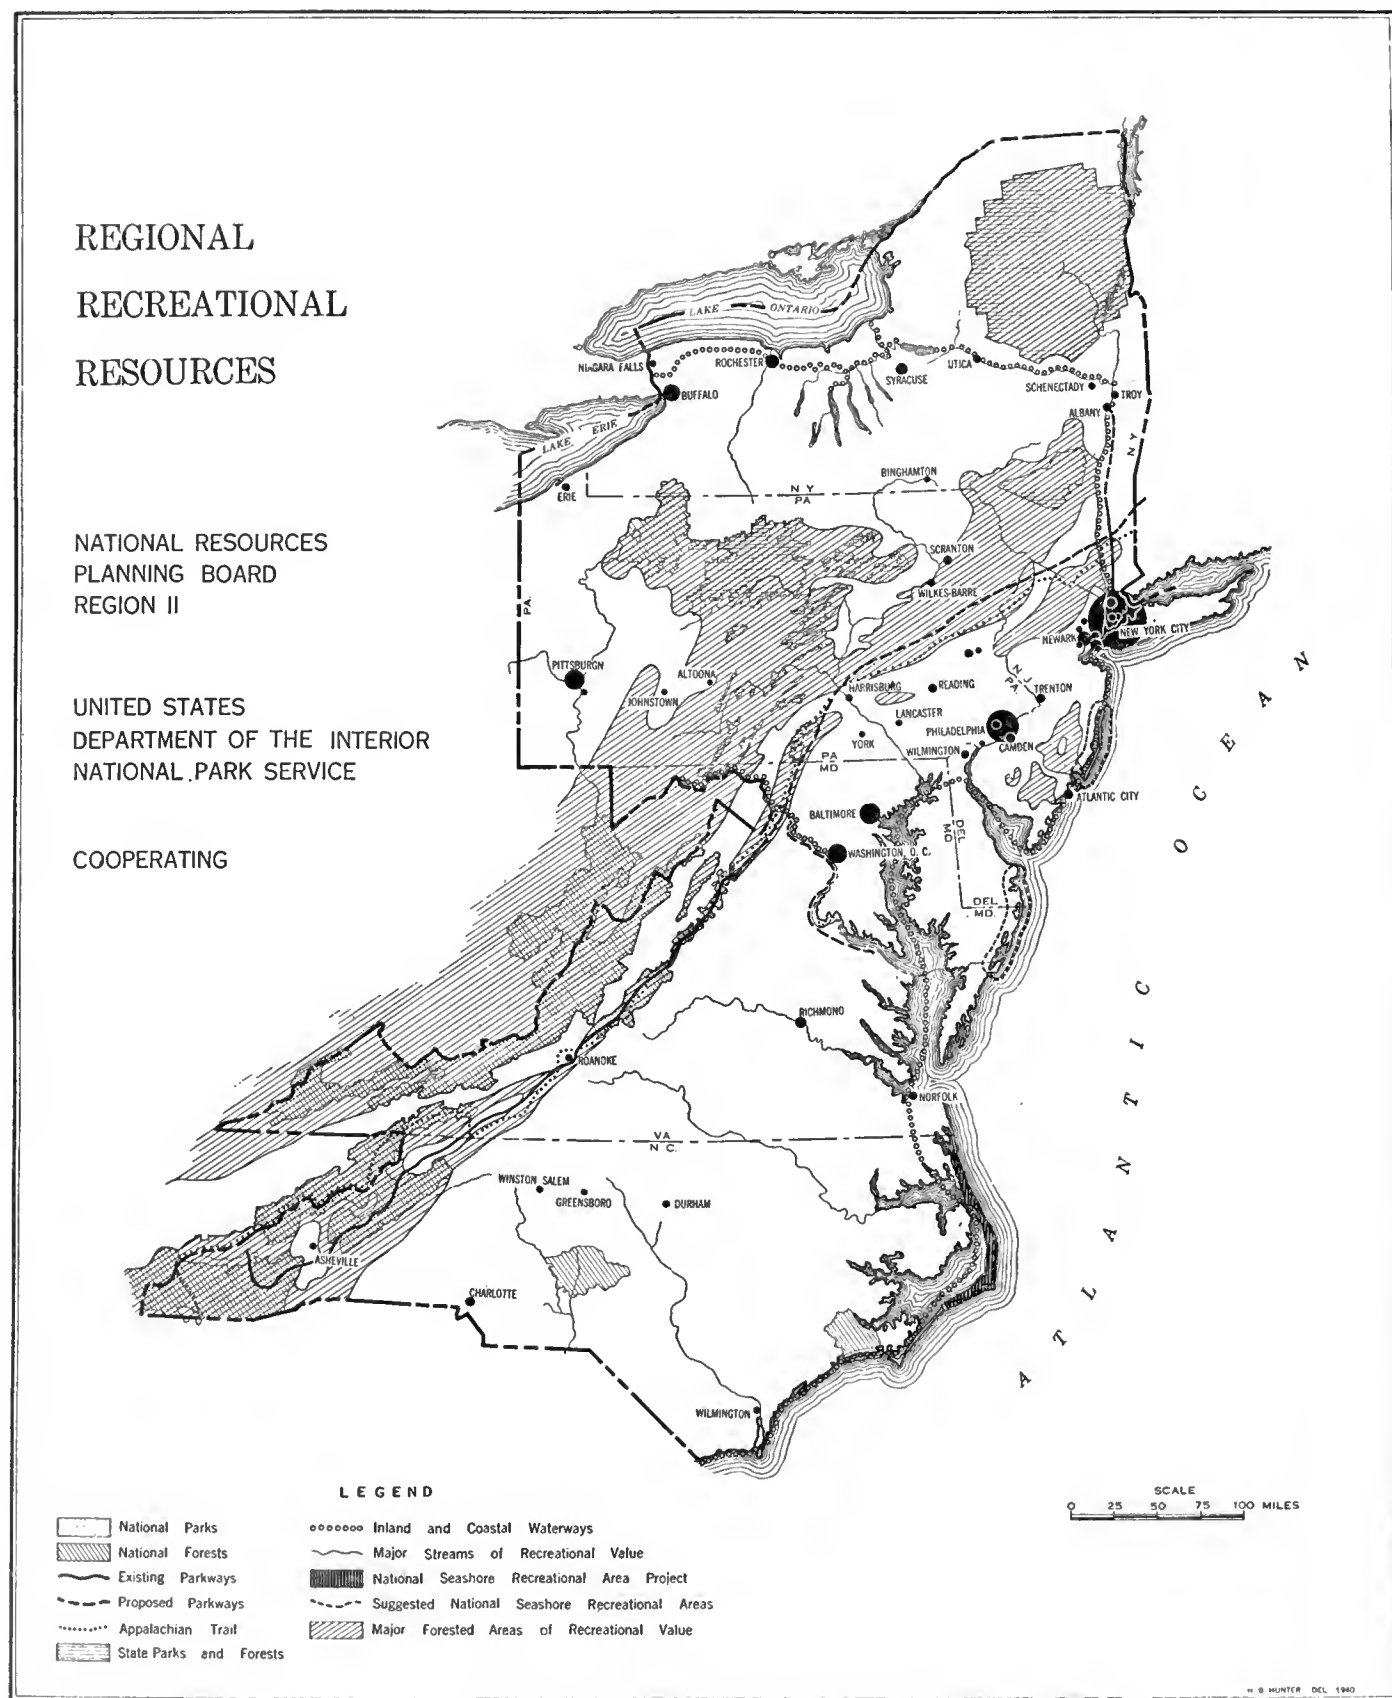 REGIONAL
RECREATIONAL
RESOURCES
NATIONAL RESOURCES
PLANNING BOARD
REGION II
UNITED STATES
DEPARTMENT OF THE INTERIOR
NATIONAL PARK SERVICE
COOPERATING
LAKE ONTARIO
NIAGARA FALLS
ROCHESTER
SYRACUSE
UTICA
SCHENECTADY
TROY
ALBANY
BUFFALO
LAKE ERIE
ERIE
N Y
N Y
PA
BINGHAMTON
SCRANTON
WILKES-BARRE
PA.
NEW YORK CITY
NEWARK
PITTSBURGH
ALTOONA
JOHNSTOWN
HARRISBURG
READING
N J
PA.
TRENTON
LANCASTER
PHILADELPHIA
CAMDEN
YORK
WILMINGTON
PA
MD
ATLANTIC CITY
BALTIMORE
DEL
MD
WASHINGTON, D. C.
DEL
MD.
RICHMOND
ROANOKE
NORFOLK
VA
N C.
WINSTON SALEM
GREENSBORO
DURHAM
ASHEVILLE
CHARLOTTE
WILMINGTON
ATLANTIC OCEAN
LEGEND
National Parks
National Forests
Existing Parkways
Proposed Parkways
Appalachian Trail
State Parks and Forests
Inland and Coastal Waterways
Major Streams of Recreational Value
National Seashore Recreational Area Project
Suggested National Seashore Recreational Areas
Major Forested Areas of Recreational Value
SCALE
0 25 50 75 100 MILES
H B HUNTER DEL 1940